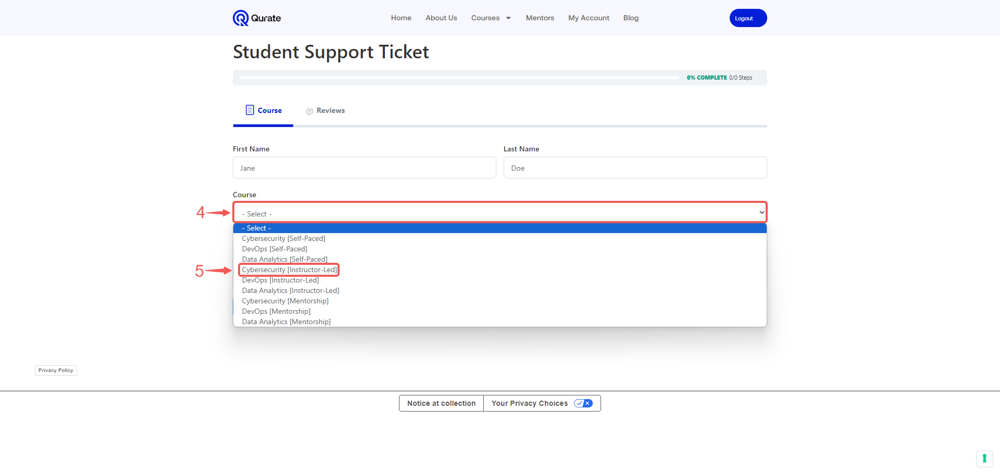 Qurate
Home About Us Courses Mentors My Account Blog
Logout
Student Support Ticket
0% COMPLETE 0/0 Steps
Course Reviews
First Name Last Name
Jane Doe
Course
4 - Select -
- Select -
Cybersecurity [Self-Paced]
DevOps [Self-Paced]
Data Analytics [Self-Paced]
5 Cybersecurity [Instructor-Led]
DevOps [Instructor-Led]
Data Analytics [Instructor-Led]
Cybersecurity [Mentorship]
DevOps [Mentorship]
Data Analytics [Mentorship]
Privacy Policy
Notice at collection Your Privacy Choices